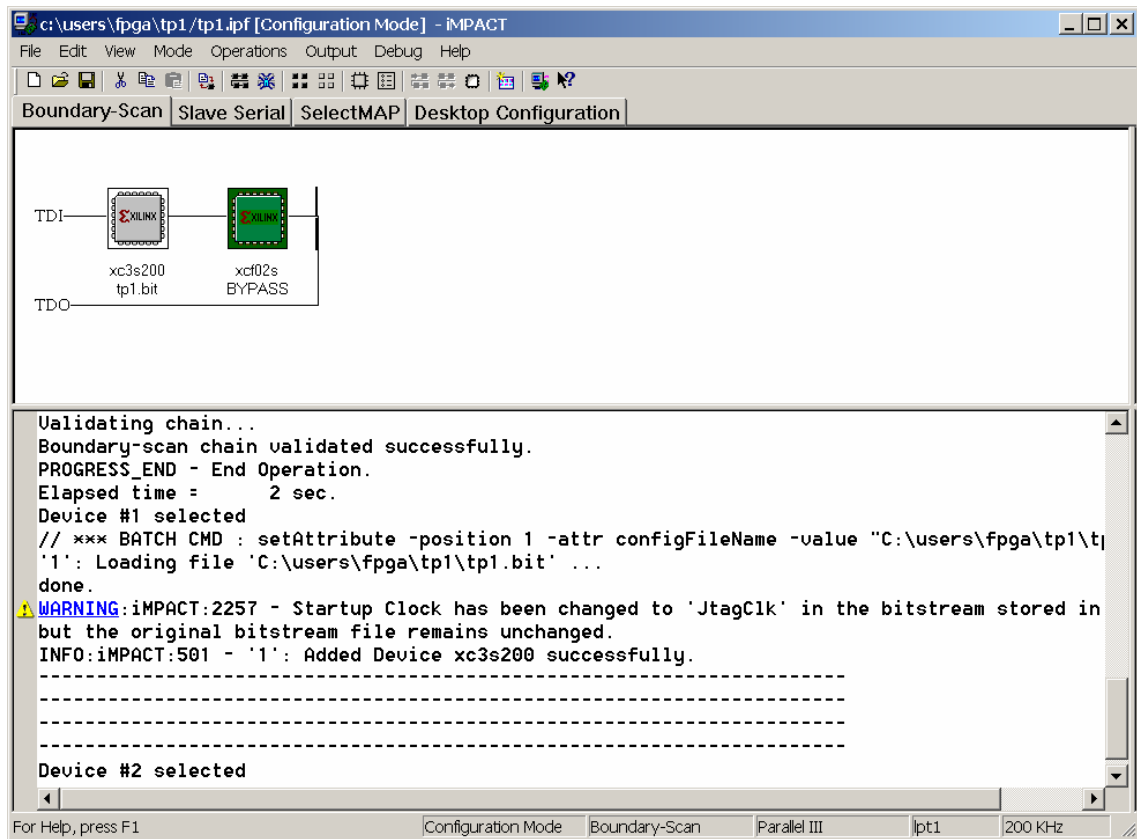 c:\users\fpga\tp1/tp1.ipf [Configuration Mode] - iMPACT
File Edit View Mode Operations Output Debug Help
Boundary-Scan Slave Serial SelectMAP Desktop Configuration
TDI
XILINX XILINX
xc3s200 xcf02s
tp1.bit BYPASS
TDO
Validating chain...
Boundary-scan chain validated successfully.
PROGRESS_END - End Operation.
Elapsed time = 2 sec.
Device #1 selected
// *** BATCH CMD : setAttribute -position 1 -attr configFileName -value "C:\users\fpga\tp1\t
'1': Loading file 'C:\users\fpga\tp1\tp1.bit' ...
done.
WARNING:iMPACT:2257 - Startup Clock has been changed to 'JtagClk' in the bitstream stored in
but the original bitstream file remains unchanged.
INFO:iMPACT:501 - '1': Added Device xc3s200 successfully.
----------------------------------------------------------------------
----------------------------------------------------------------------
----------------------------------------------------------------------
----------------------------------------------------------------------
Device #2 selected
For Help, press F1 Configuration Mode Boundary-Scan Parallel III lpt1 200 KHz